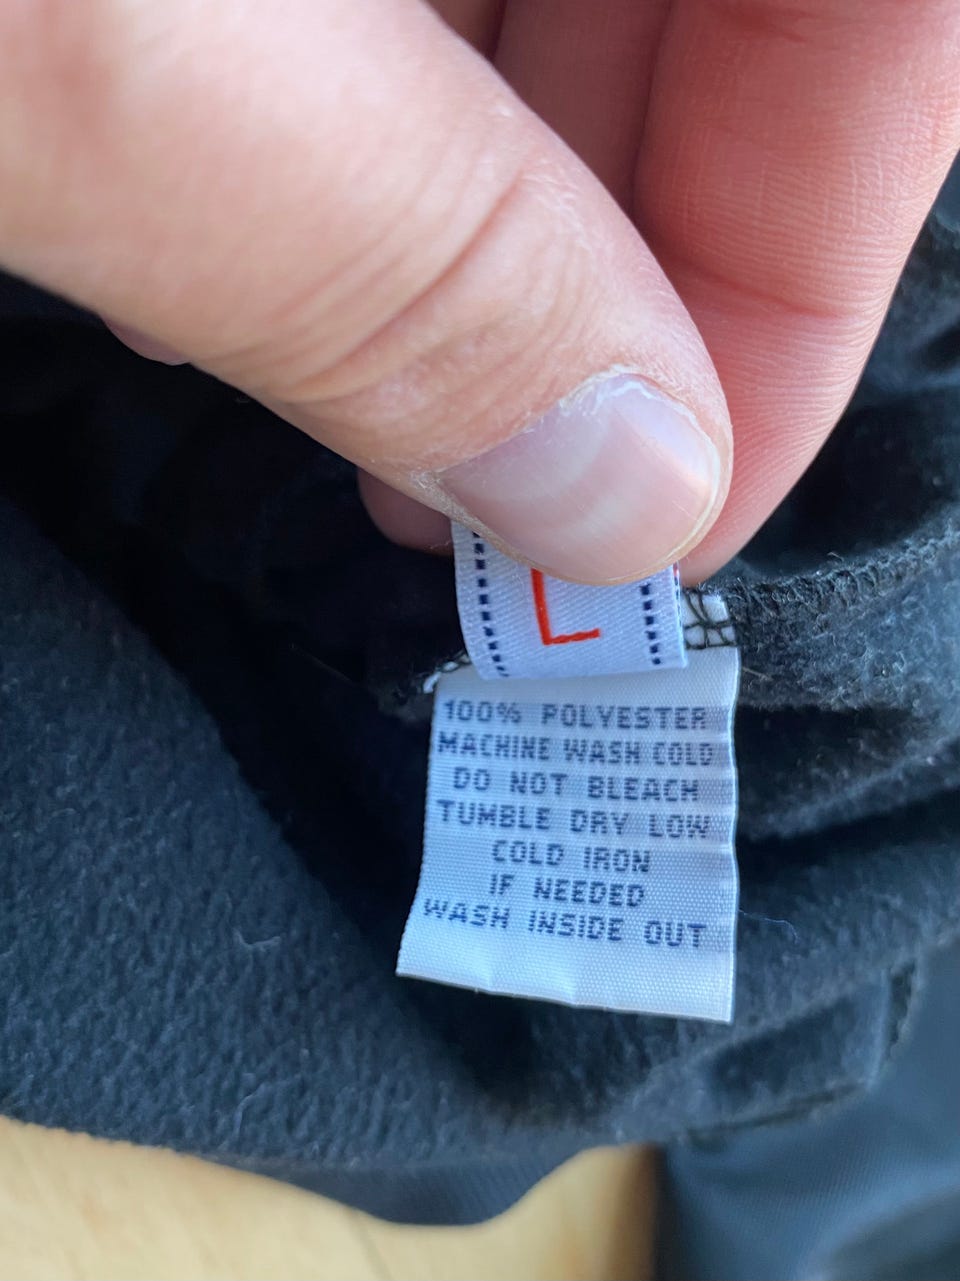 L
100% POLYESTER
MACHINE WASH COLD
DO NOT BLEACH
TUMBLE DRY LOW
COLD IRON
IF NEEDED
WASH INSIDE OUT